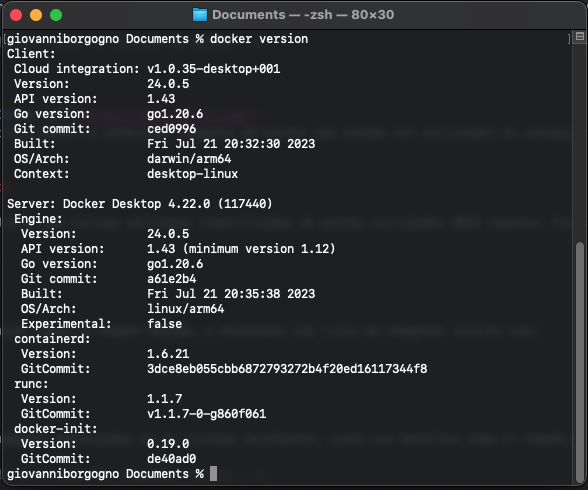 Documents — -zsh — 80×30
giovanniborgogno Documents % docker version
Client:
Cloud integration: v1.0.35-desktop+001
Version: 24.0.5
API version: 1.43
Go version: go1.20.6
Git commit: ced0996
Built: Fri Jul 21 20:32:30 2023
OS/Arch: darwin/arm64
Context: desktop-linux
Server: Docker Desktop 4.22.0 (117440)
Engine:
Version: 24.0.5
API version: 1.43 (minimum version 1.12)
Go version: go1.20.6
Git commit: a61e2b4
Built: Fri Jul 21 20:35:38 2023
OS/Arch: linux/arm64
Experimental: false
containerd:
Version: 1.6.21
GitCommit: 3dce8eb055cbb6872793272b4f20ed16117344f8
runc:
Version: 1.1.7
GitCommit: v1.1.7-0-g860f061
docker-init:
Version: 0.19.0
GitCommit: de40ad0
giovanniborgogno Documents %